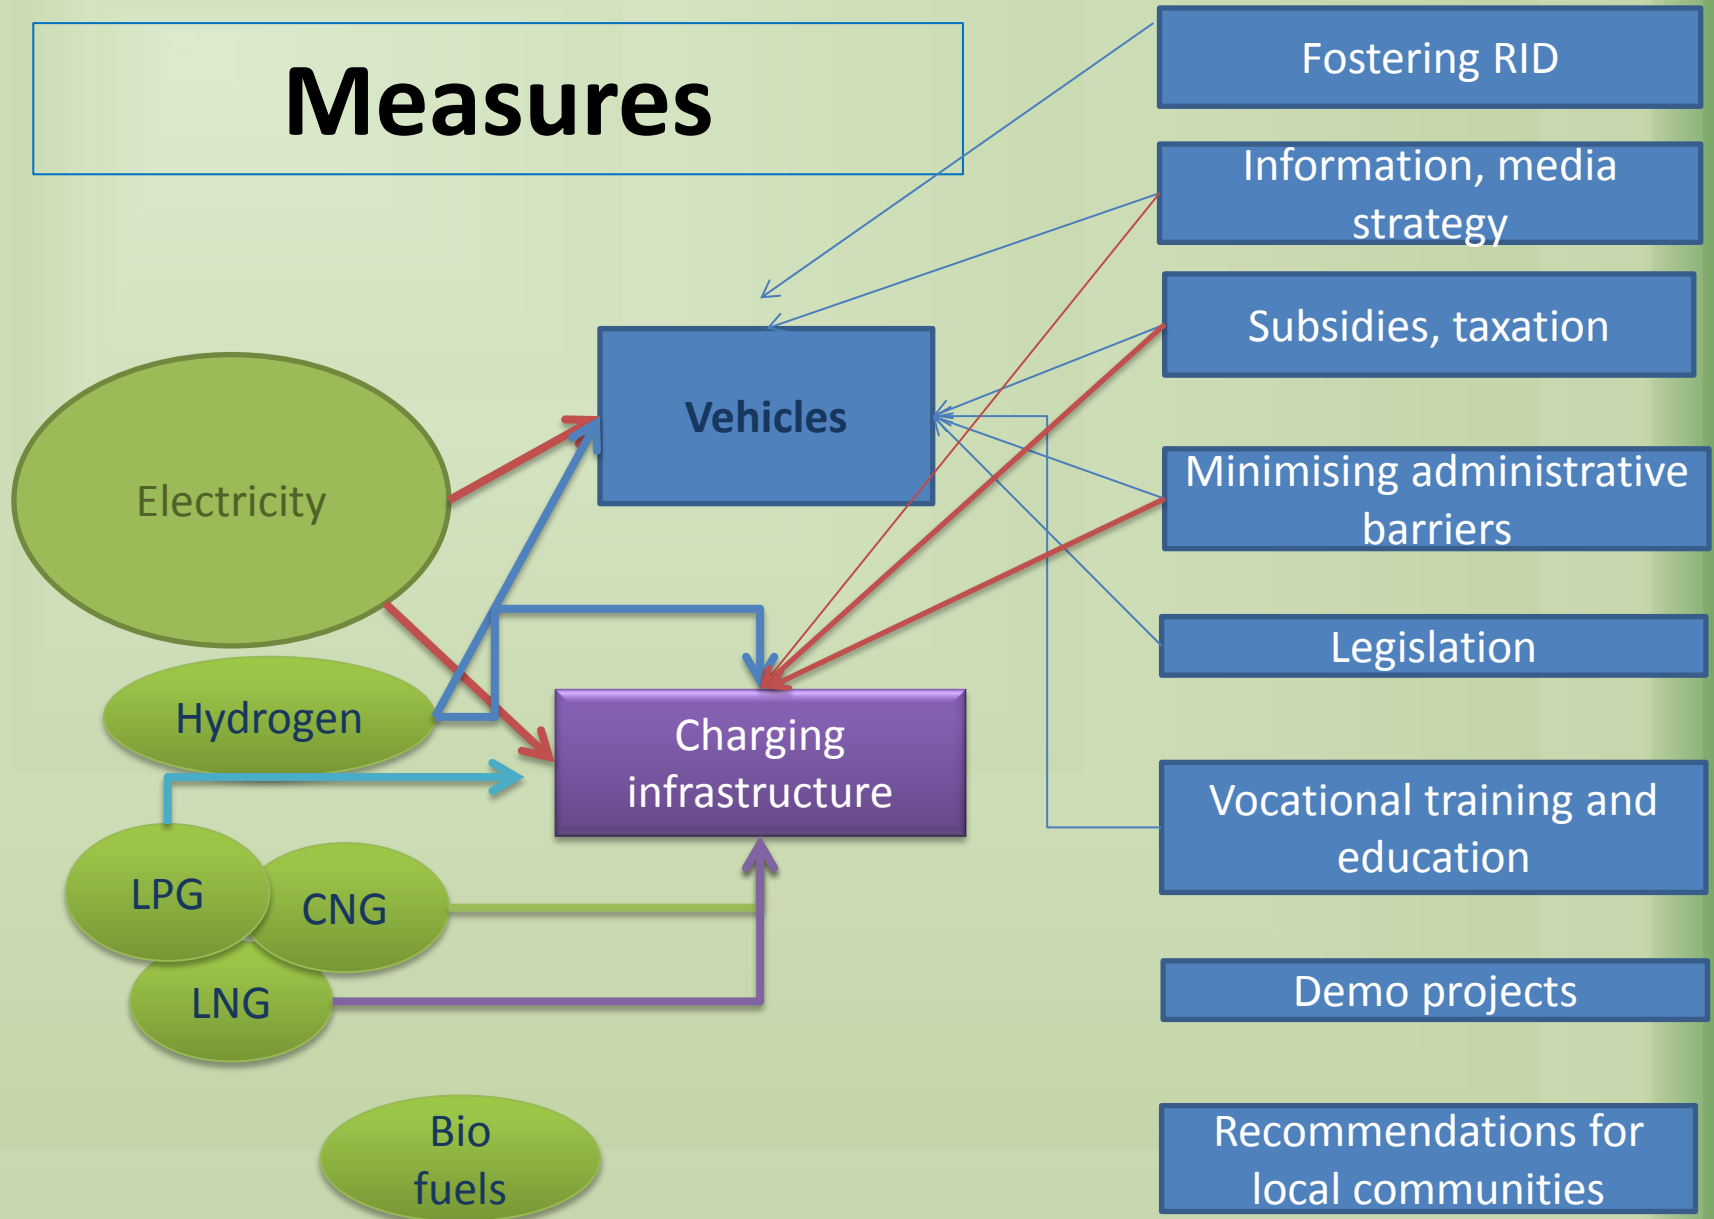 Measures
Fostering RID
Information, media
strategy
Subsidies, taxation
Vehicles
Electricity
Minimising administrative
barriers
Legislation
Hydrogen
Charging
infrastructure
Vocational training and
education
LPG
CNG
LNG
Demo projects
Bio
fuels
Recommendations for
local communities